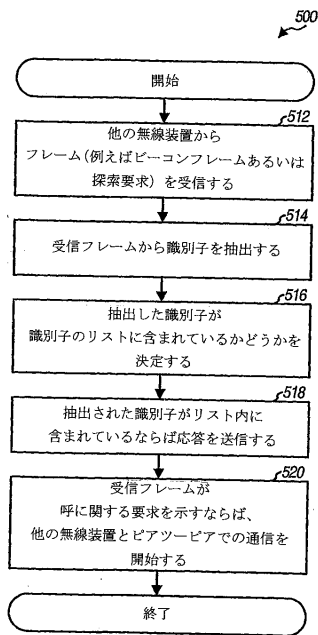 500
開始
512
他の無線装置から
フレーム(例えばビーコンフレームあるいは
探索要求)を受信する
514
受信フレームから識別子を抽出する
516
抽出した識別子が
識別子のリストに含まれているかどうかを
決定する
518
抽出された識別子がリスト内に
含まれているならば応答を送信する
520
受信フレームが
呼に関する要求を示すならば、
他の無線装置とピアツーピアでの通信を
開始する
終了